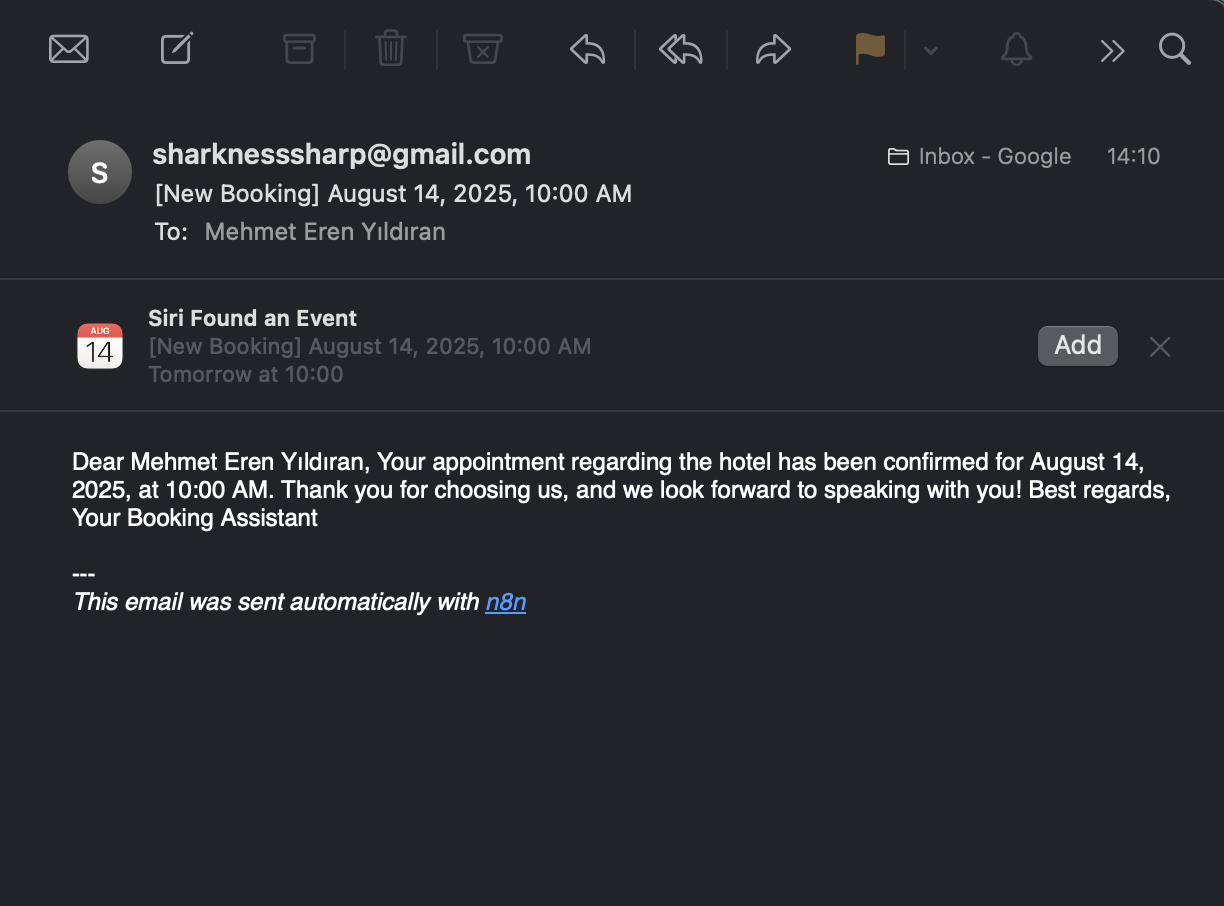 S
sharknesssharp@gmail.com
Inbox - Google 14:10
[New Booking] August 14, 2025, 10:00 AM
To: Mehmet Eren Yıldıran
AUG
14
Siri Found an Event
[New Booking] August 14, 2025, 10:00 AM
Tomorrow at 10:00
Add
Dear Mehmet Eren Yıldıran, Your appointment regarding the hotel has been confirmed for August 14,
2025, at 10:00 AM. Thank you for choosing us, and we look forward to speaking with you! Best regards,
Your Booking Assistant
---
This email was sent automatically with n8n